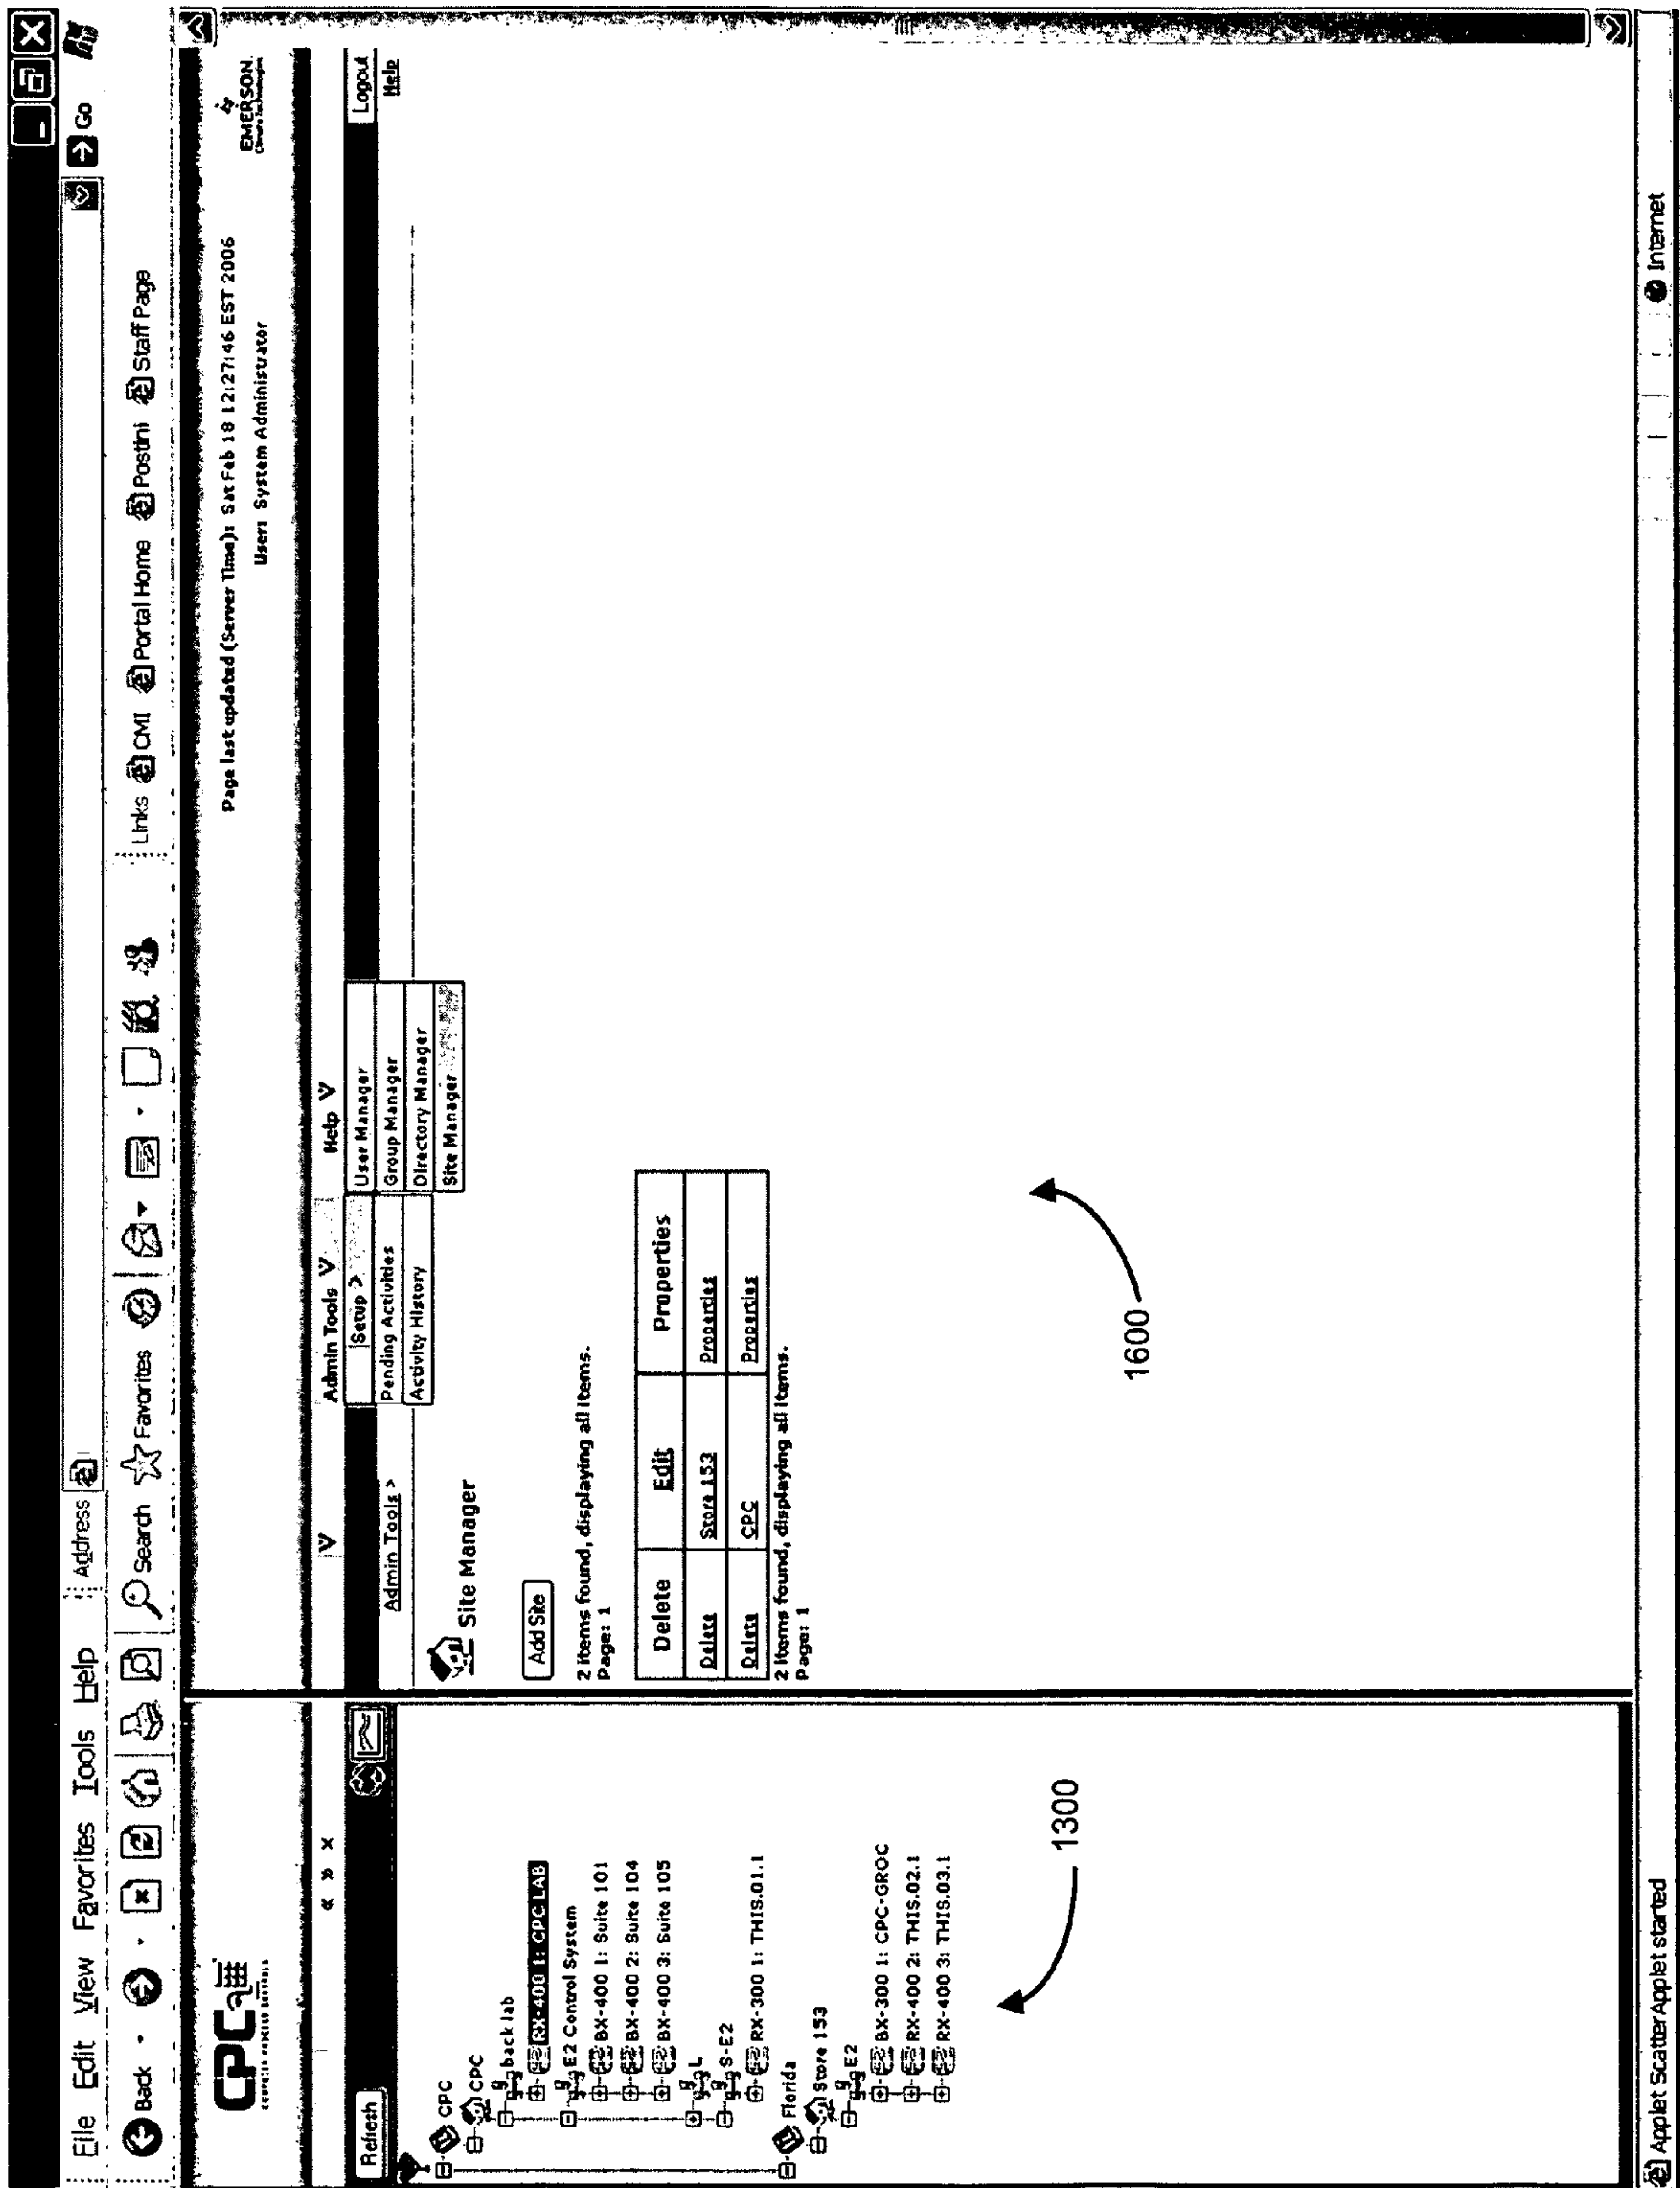 File Edit View Favorites Tools Help Address Go
Back Search Favorites Links CMI Portal Home Postini Staff Page
CPC
Page last updated (Server Time): Sat Feb 18 12:27:46 EST 2006
EMERSON.
Climate Technologies
User: System Administrator
« » x
Admin Tools V Help V
Refresh
Setup > User Manager Logout
Admin Tools > Pending Activities Group Manager Help
Activity History Directory Manager
Site Manager
CPC
CPC
back lab
RX-400 1: CPC LAB
E2 Control System
BX-400 1: Suite 101
BX-400 2: Suite 104
BX-400 3: Suite 105
L
S-E2
RX-300 1: THIS.01.1
Florida
Store 153
E2
BX-300 1: CPC-GROC
RX-400 2: THIS.02.1
RX-400 3: THIS.03.1
1300
Site Manager
Add Site
2 items found, displaying all items.
Page: 1
Delete Edit Properties
Delete Store 153 Properties
Delete CPC Properties
2 items found, displaying all items.
Page: 1
1600
Applet ScatterApplet started Internet